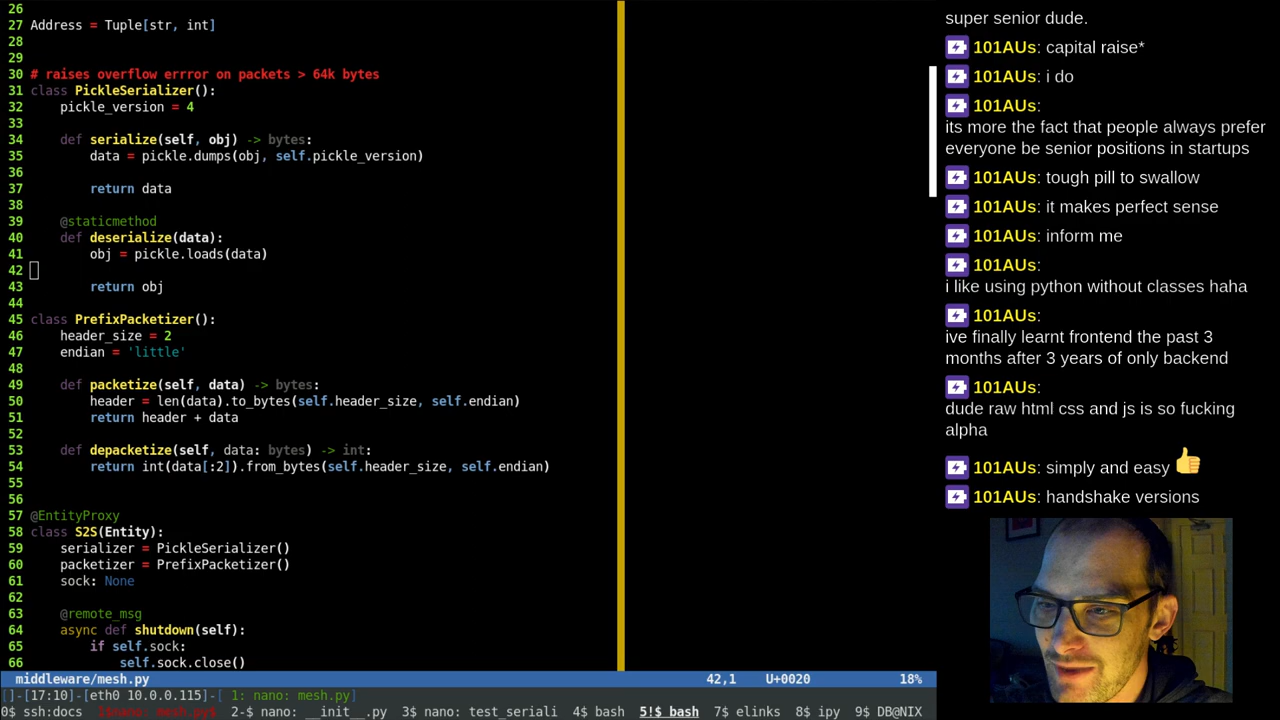 26
27 Address = Tuple[str, int]
28
29
30 # raises overflow errror on packets > 64k bytes
31 class PickleSerializer():
32     pickle_version = 4
33
34     def serialize(self, obj) -> bytes:
35         data = pickle.dumps(obj, self.pickle_version)
36
37         return data
38
39     @staticmethod
40     def deserialize(data):
41         obj = pickle.loads(data)
42
43         return obj
44
45 class PrefixPacketizer():
46     header_size = 2
47     endian = 'little'
48
49     def packetize(self, data) -> bytes:
50         header = len(data).to_bytes(self.header_size, self.endian)
51         return header + data
52
53     def depacketize(self, data: bytes) -> int:
54         return int(data[:2]).from_bytes(self.header_size, self.endian)
55
56
57 @EntityProxy
58 class S2S(Entity):
59     serializer = PickleSerializer()
60     packetizer = PrefixPacketizer()
61     sock: None
62
63     @remote_msg
64     async def shutdown(self):
65         if self.sock:
66             self.sock.close()
middleware/mesh.py 42,1 U+0020 18%
[]-[17:10]-[eth0 10.0.0.115]-[ 1: nano: mesh.py]
0$ ssh:docs 1$nano: mesh.py$ 2-$ nano: __init__.py 3$ nano: test_seriali 4$ bash 5!$ bash 7$ elinks 8$ ipy 9$ DB@NIX
super senior dude.
101AUs: capital raise*
101AUs: i do
101AUs:
its more the fact that people always prefer
everyone be senior positions in startups
101AUs: tough pill to swallow
101AUs: it makes perfect sense
101AUs: inform me
101AUs:
i like using python without classes haha
101AUs:
ive finally learnt frontend the past 3
months after 3 years of only backend
101AUs:
dude raw html css and js is so fucking
alpha
101AUs: simply and easy 👍
101AUs: handshake versions